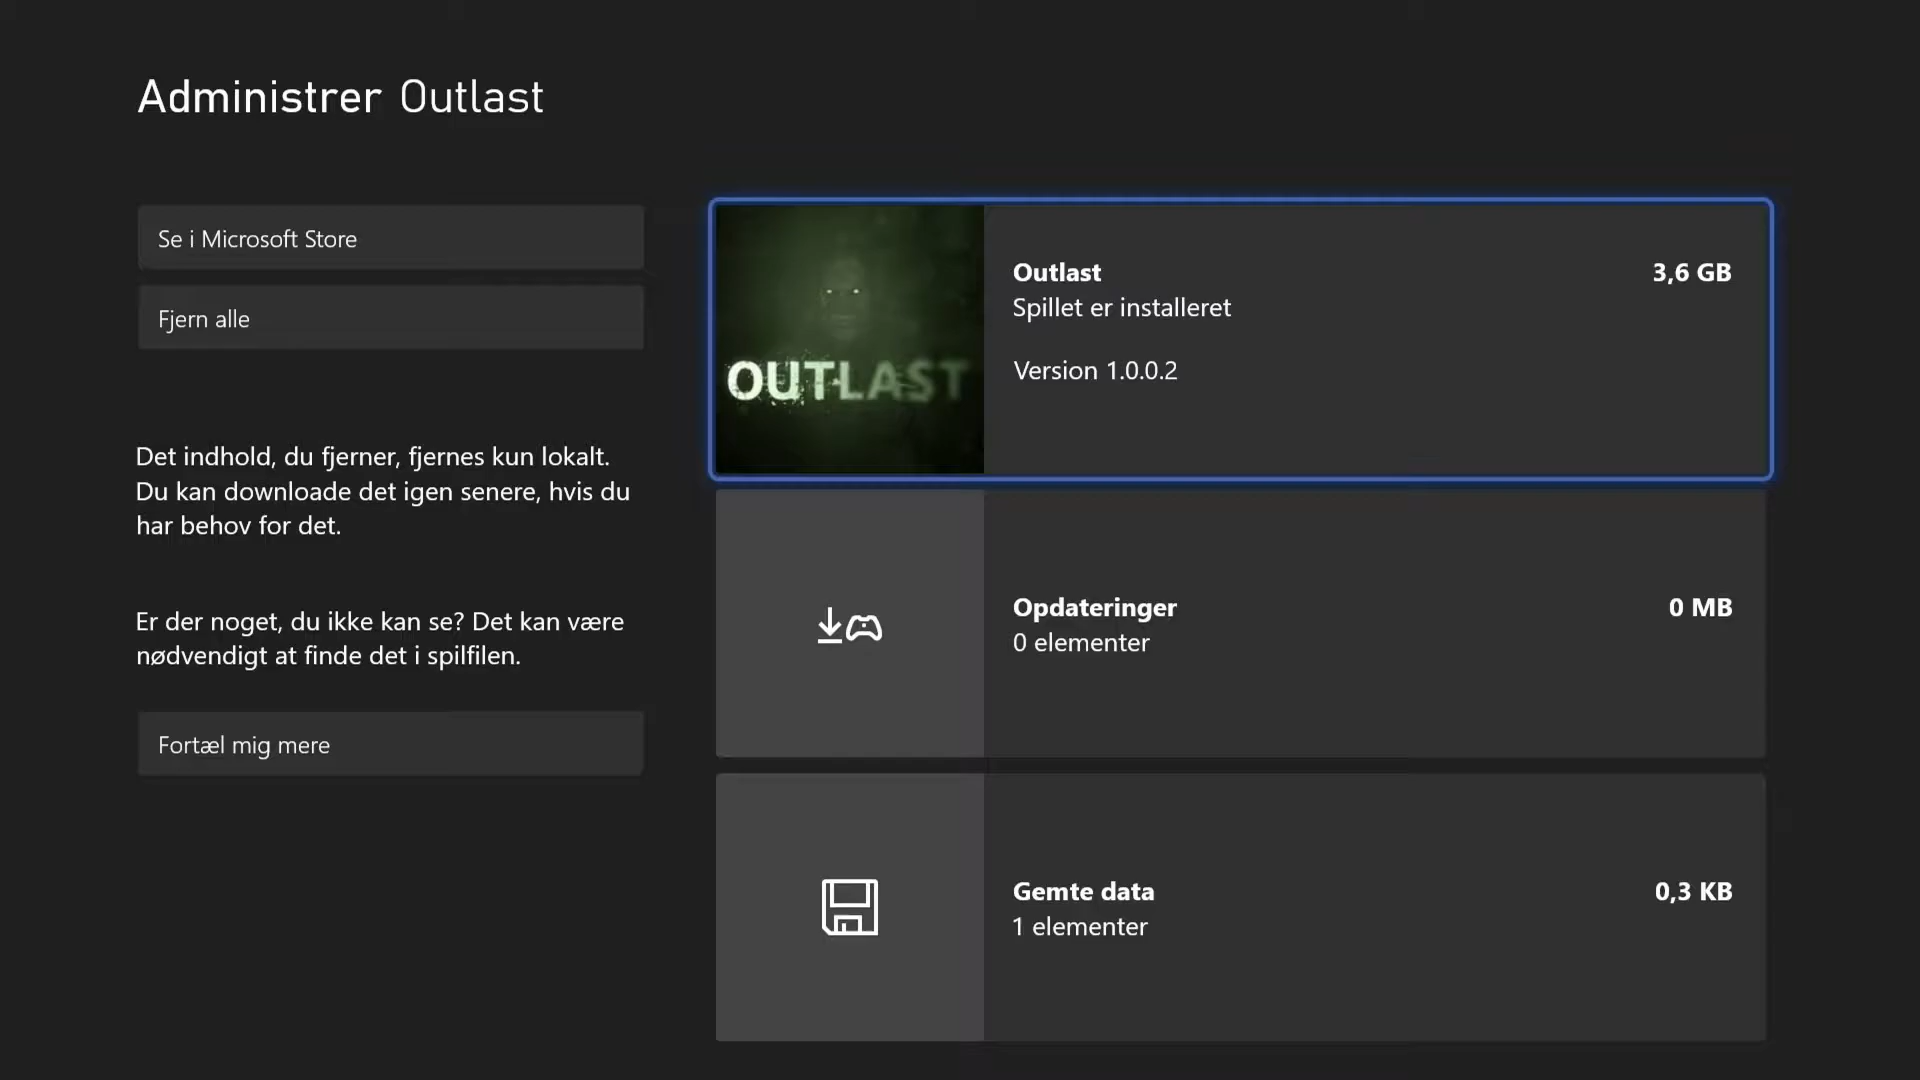 Administrer Outlast
Se i Microsoft Store
Fjern alle
Det indhold, du fjerner, fjernes kun lokalt.
Du kan downloade det igen senere, hvis du
har behov for det.
Er der noget, du ikke kan se? Det kan være
nødvendigt at finde det i spilfilen.
Fortæl mig mere
OUTLAST
Outlast
3,6 GB
Spillet er installeret
Version 1.0.0.2
Opdateringer
0 MB
0 elementer
Gemte data
0,3 KB
1 elementer